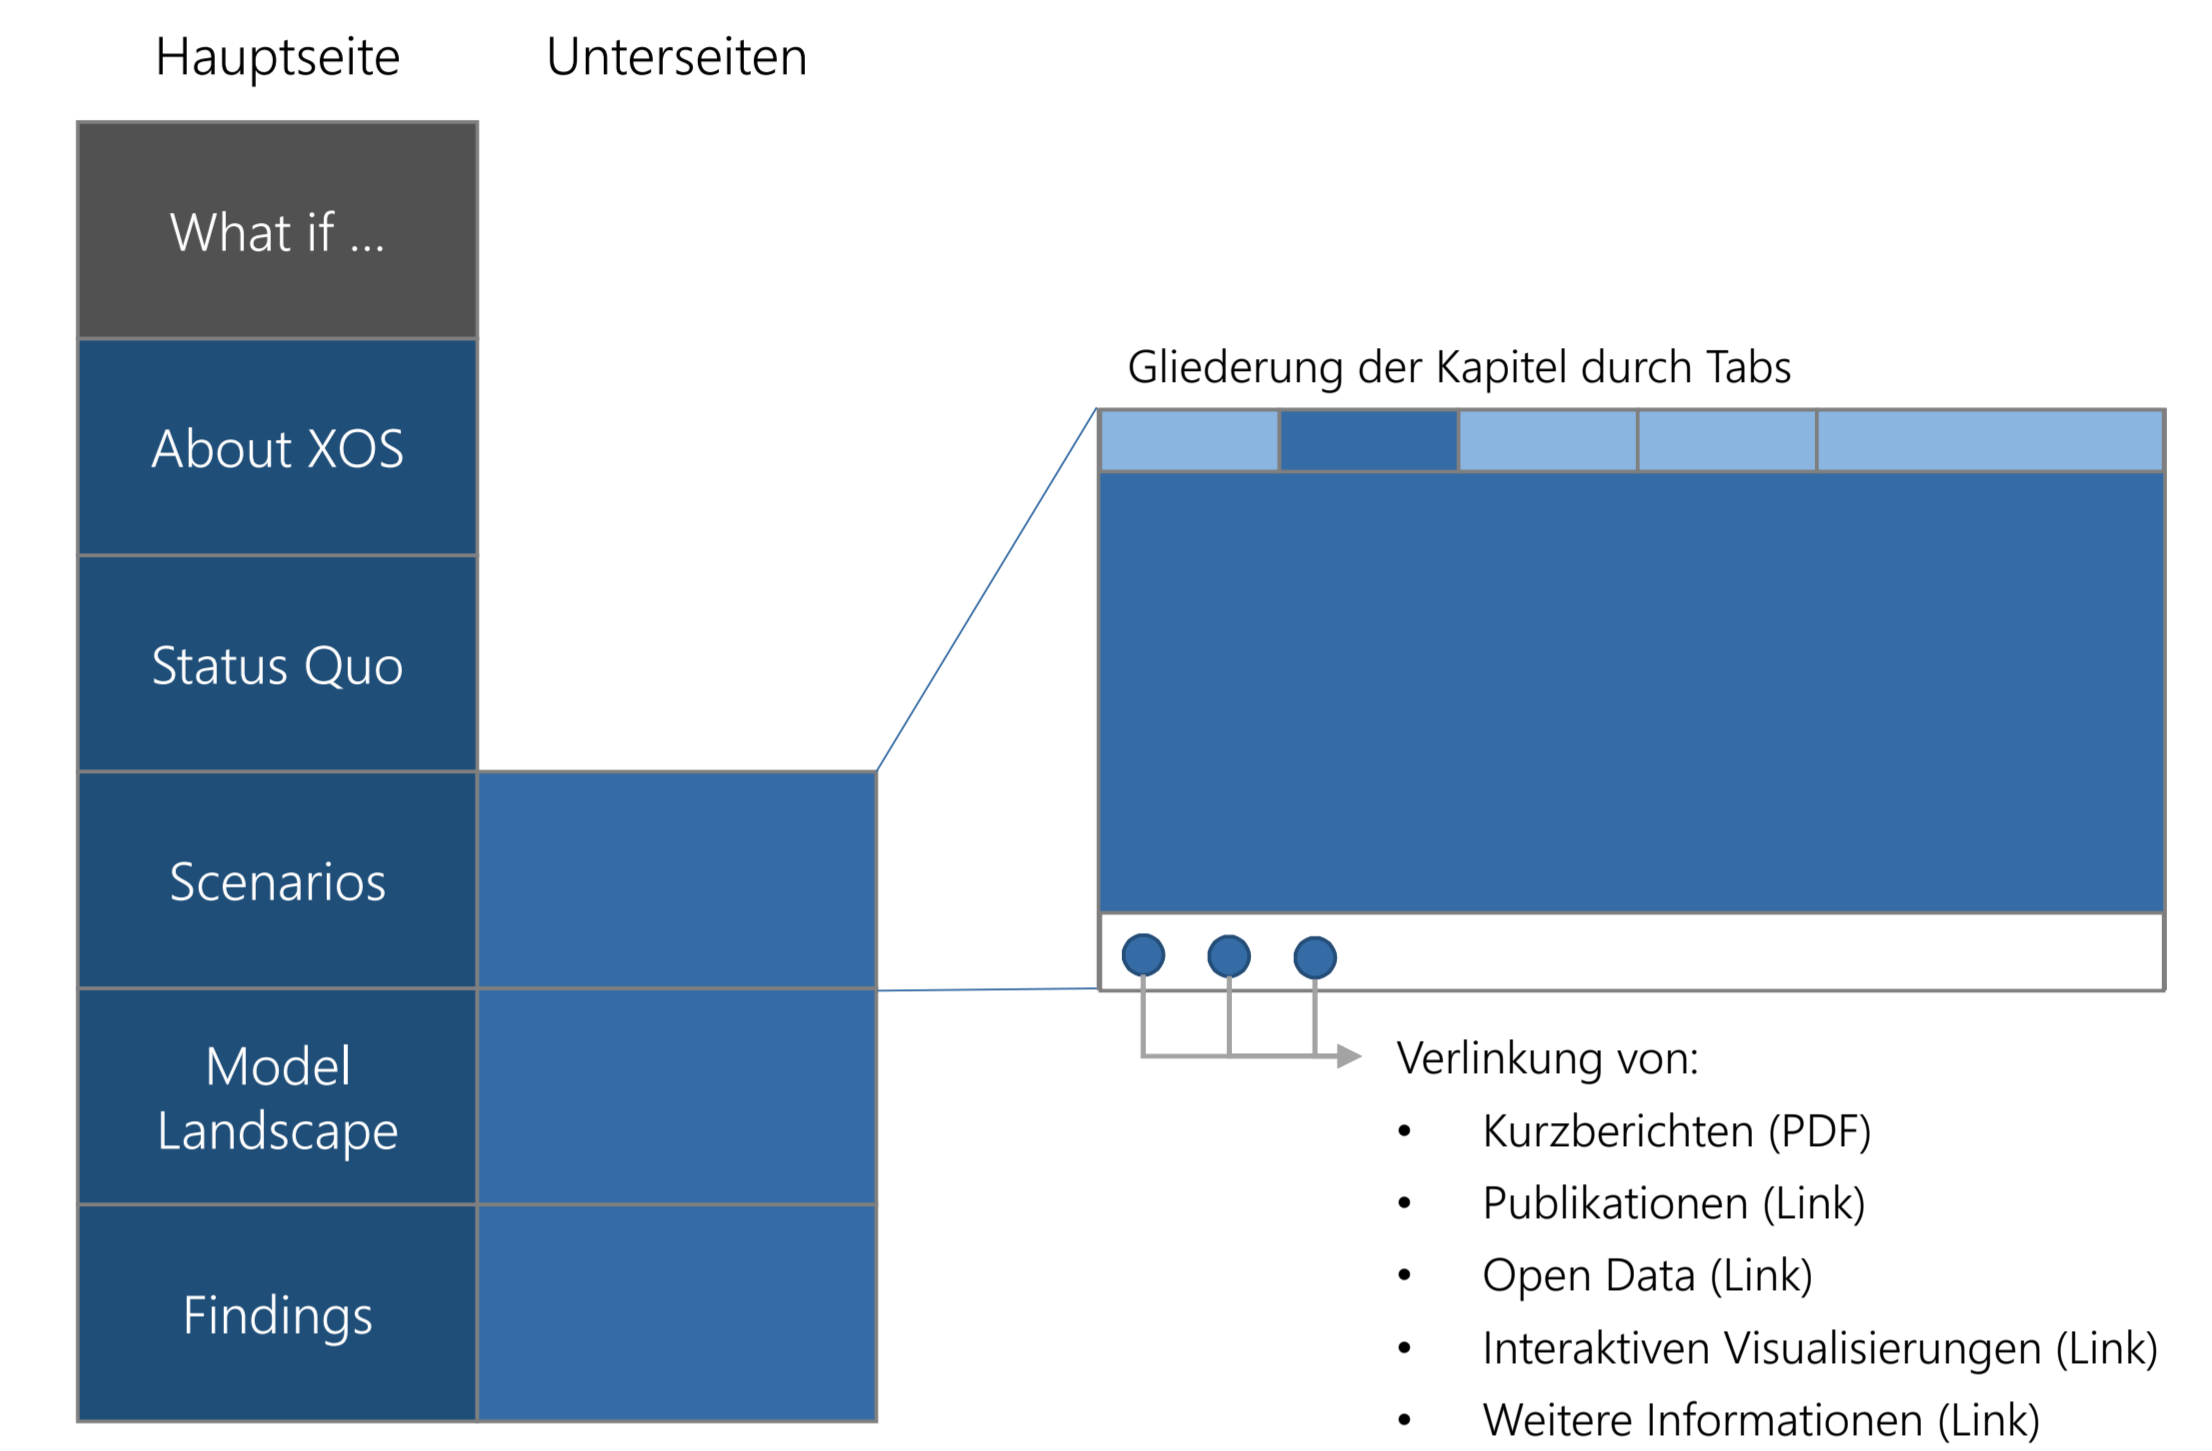 Hauptseite
Unterseiten
What if ...
About XOS
Status Quo
Scenarios
Model
Landscape
Findings
Gliederung der Kapitel durch Tabs
Verlinkung von:
• Kurzberichten (PDF)
• Publikationen (Link)
• Open Data (Link)
• Interaktiven Visualisierungen (Link)
• Weitere Informationen (Link)